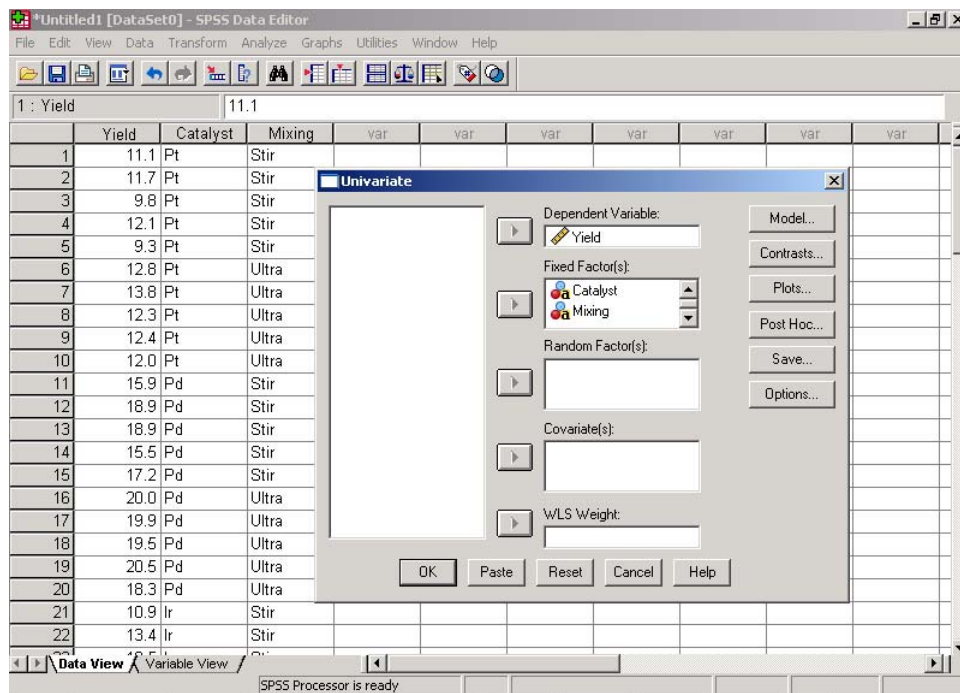 *Untitled1 [DataSet0] - SPSS Data Editor
File Edit View Data Transform Analyze Graphs Utilities Window Help
1 : Yield 11.1
Yield Catalyst Mixing var var var var var var var
1 11.1 Pt Stir
2 11.7 Pt Stir
3 9.8 Pt Stir
4 12.1 Pt Stir
5 9.3 Pt Stir
6 12.8 Pt Ultra
7 13.8 Pt Ultra
8 12.3 Pt Ultra
9 12.4 Pt Ultra
10 12.0 Pt Ultra
11 15.9 Pd Stir
12 18.9 Pd Stir
13 18.9 Pd Stir
14 15.5 Pd Stir
15 17.2 Pd Stir
16 20.0 Pd Ultra
17 19.9 Pd Ultra
18 19.5 Pd Ultra
19 20.5 Pd Ultra
20 18.3 Pd Ultra
21 10.9 Ir Stir
22 13.4 Ir Stir
Univariate
Dependent Variable:
Yield
Fixed Factor(s):
Catalyst
Mixing
Random Factor(s):
Covariate(s):
WLS Weight:
Model...
Contrasts...
Plots...
Post Hoc...
Save...
Options...
OK Paste Reset Cancel Help
Data View Variable View
SPSS Processor is ready